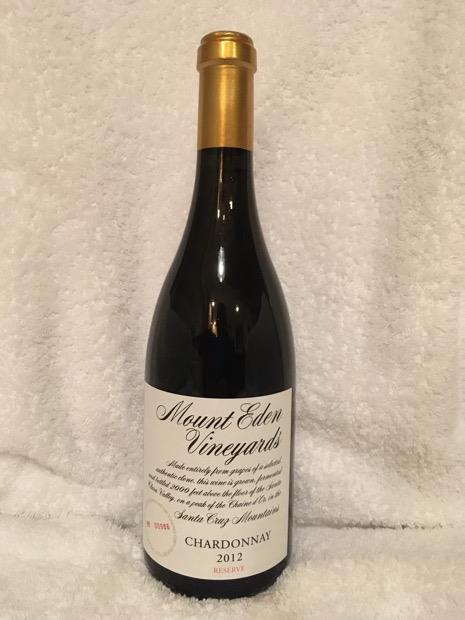 Mount Eden
Vineyards
Made entirely from grapes of a selected
authentic clone, this wine is grown, fermented
and bottled 2000 feet above the floor of the Santa
Clara Valley, on a peak of the Chaine d'Or, in the
Santa Cruz Mountains
№ 00986
CHARDONNAY
2012
RESERVE